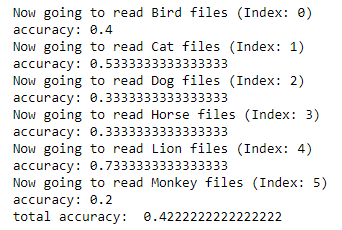 Now going to read Bird files (Index: 0)
accuracy: 0.4
Now going to read Cat files (Index: 1)
accuracy: 0.5333333333333333
Now going to read Dog files (Index: 2)
accuracy: 0.3333333333333333
Now going to read Horse files (Index: 3)
accuracy: 0.3333333333333333
Now going to read Lion files (Index: 4)
accuracy: 0.7333333333333333
Now going to read Monkey files (Index: 5)
accuracy: 0.2
total accuracy:  0.4222222222222222